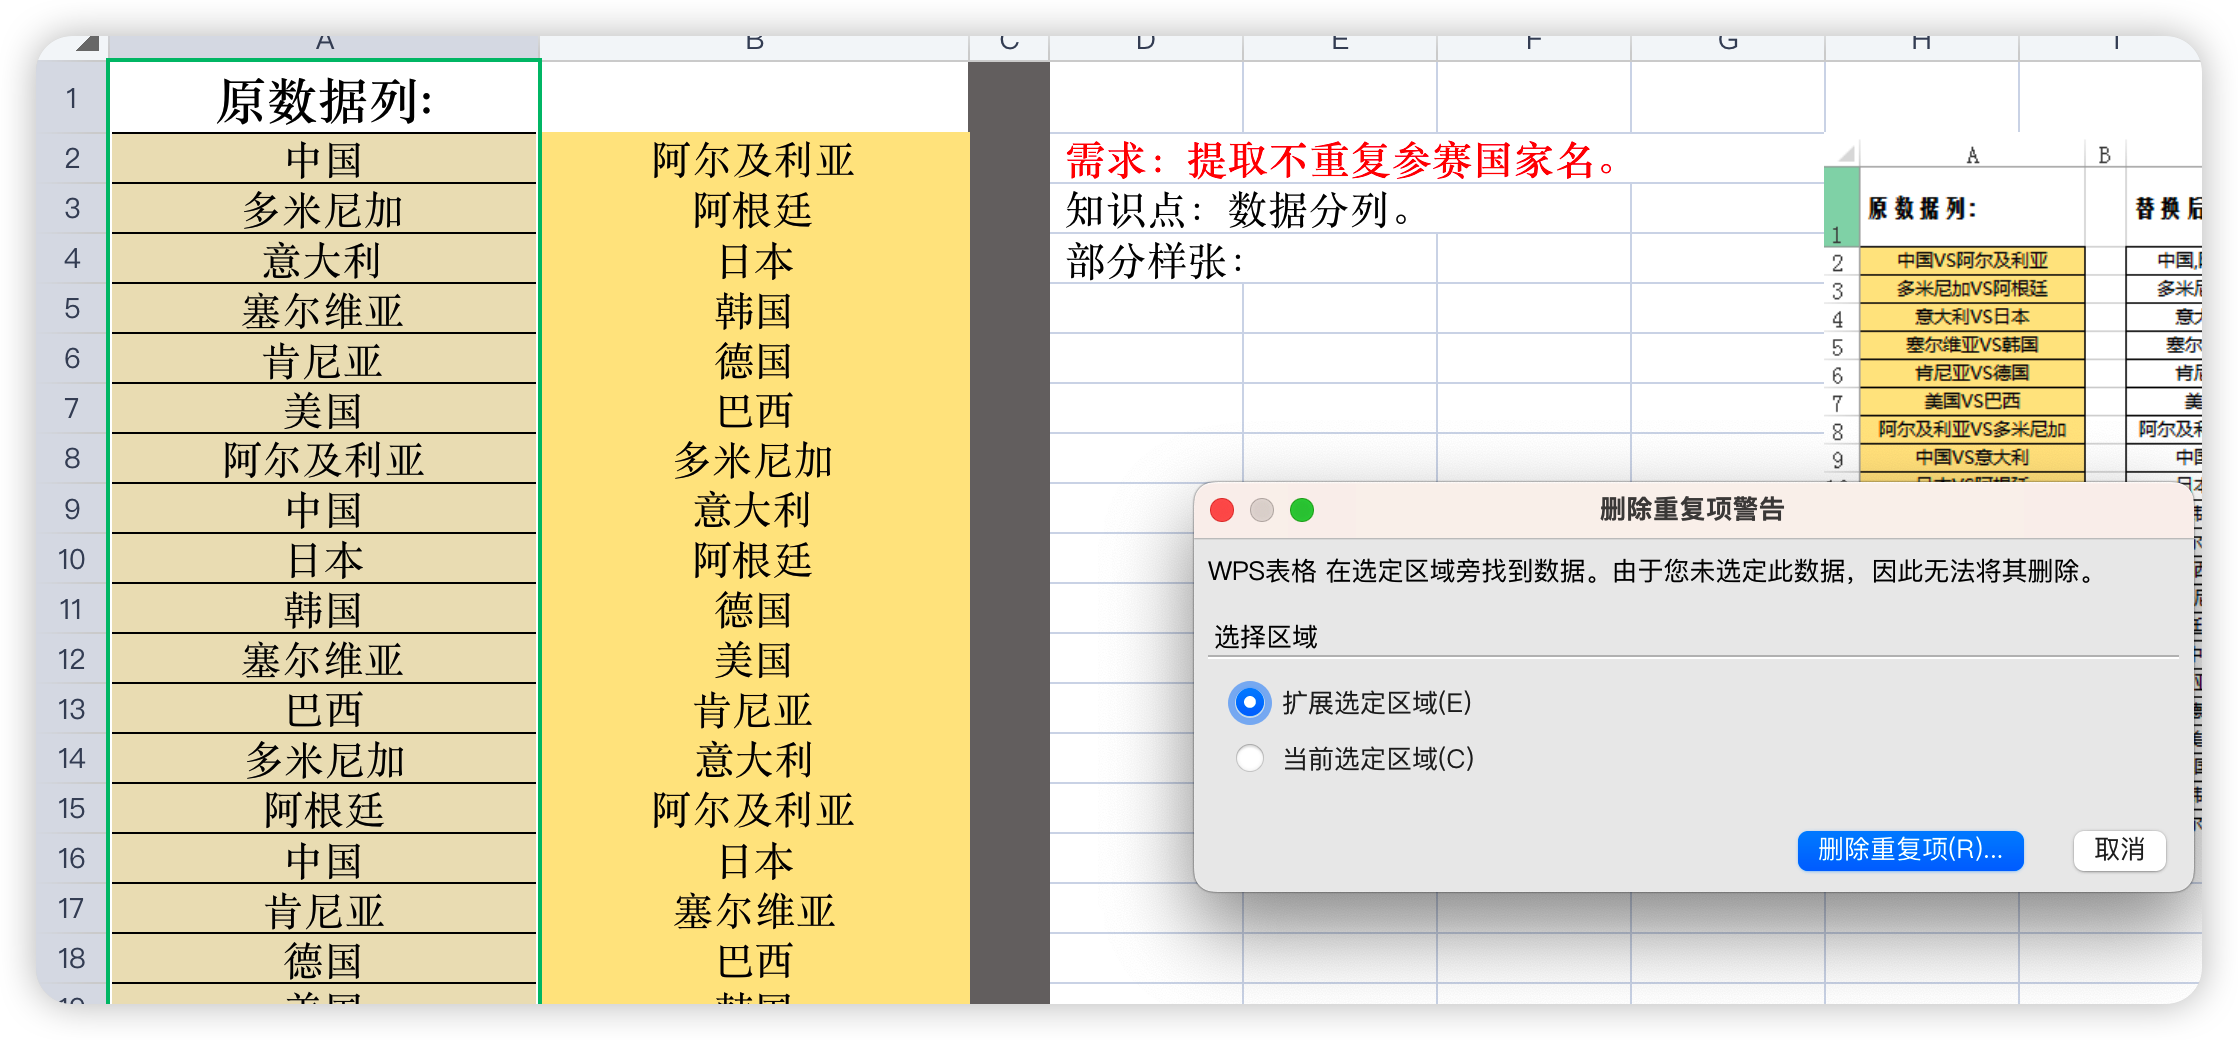 A B C D E F G H I
1 原数据列:
2 中国 阿尔及利亚 需求：提取不重复参赛国家名。
3 多米尼加 阿根廷 知识点：数据分列。
4 意大利 日本 部分样张：
5 塞尔维亚 韩国
6 肯尼亚 德国
7 美国 巴西
8 阿尔及利亚 多米尼加
9 中国 意大利
10 日本 阿根廷
11 韩国 德国
12 塞尔维亚 美国
13 巴西 肯尼亚
14 多米尼加 意大利
15 阿根廷 阿尔及利亚
16 中国 日本
17 肯尼亚 塞尔维亚
18 德国 巴西
19 美国 韩国
A B
1 原数据列: 替换后
2 中国VS阿尔及利亚 中国,
3 多米尼加VS阿根廷 多米尼
4 意大利VS日本 意大
5 塞尔维亚VS韩国 塞尔
6 肯尼亚VS德国 肯尼
7 美国VS巴西 美
8 阿尔及利亚VS多米尼加 阿尔及利
9 中国VS意大利 中国
日本VS阿根廷 日本
删除重复项警告
WPS表格 在选定区域旁找到数据。由于您未选定此数据，因此无法将其删除。
选择区域
扩展选定区域(E)
当前选定区域(C)
删除重复项(R)...
取消